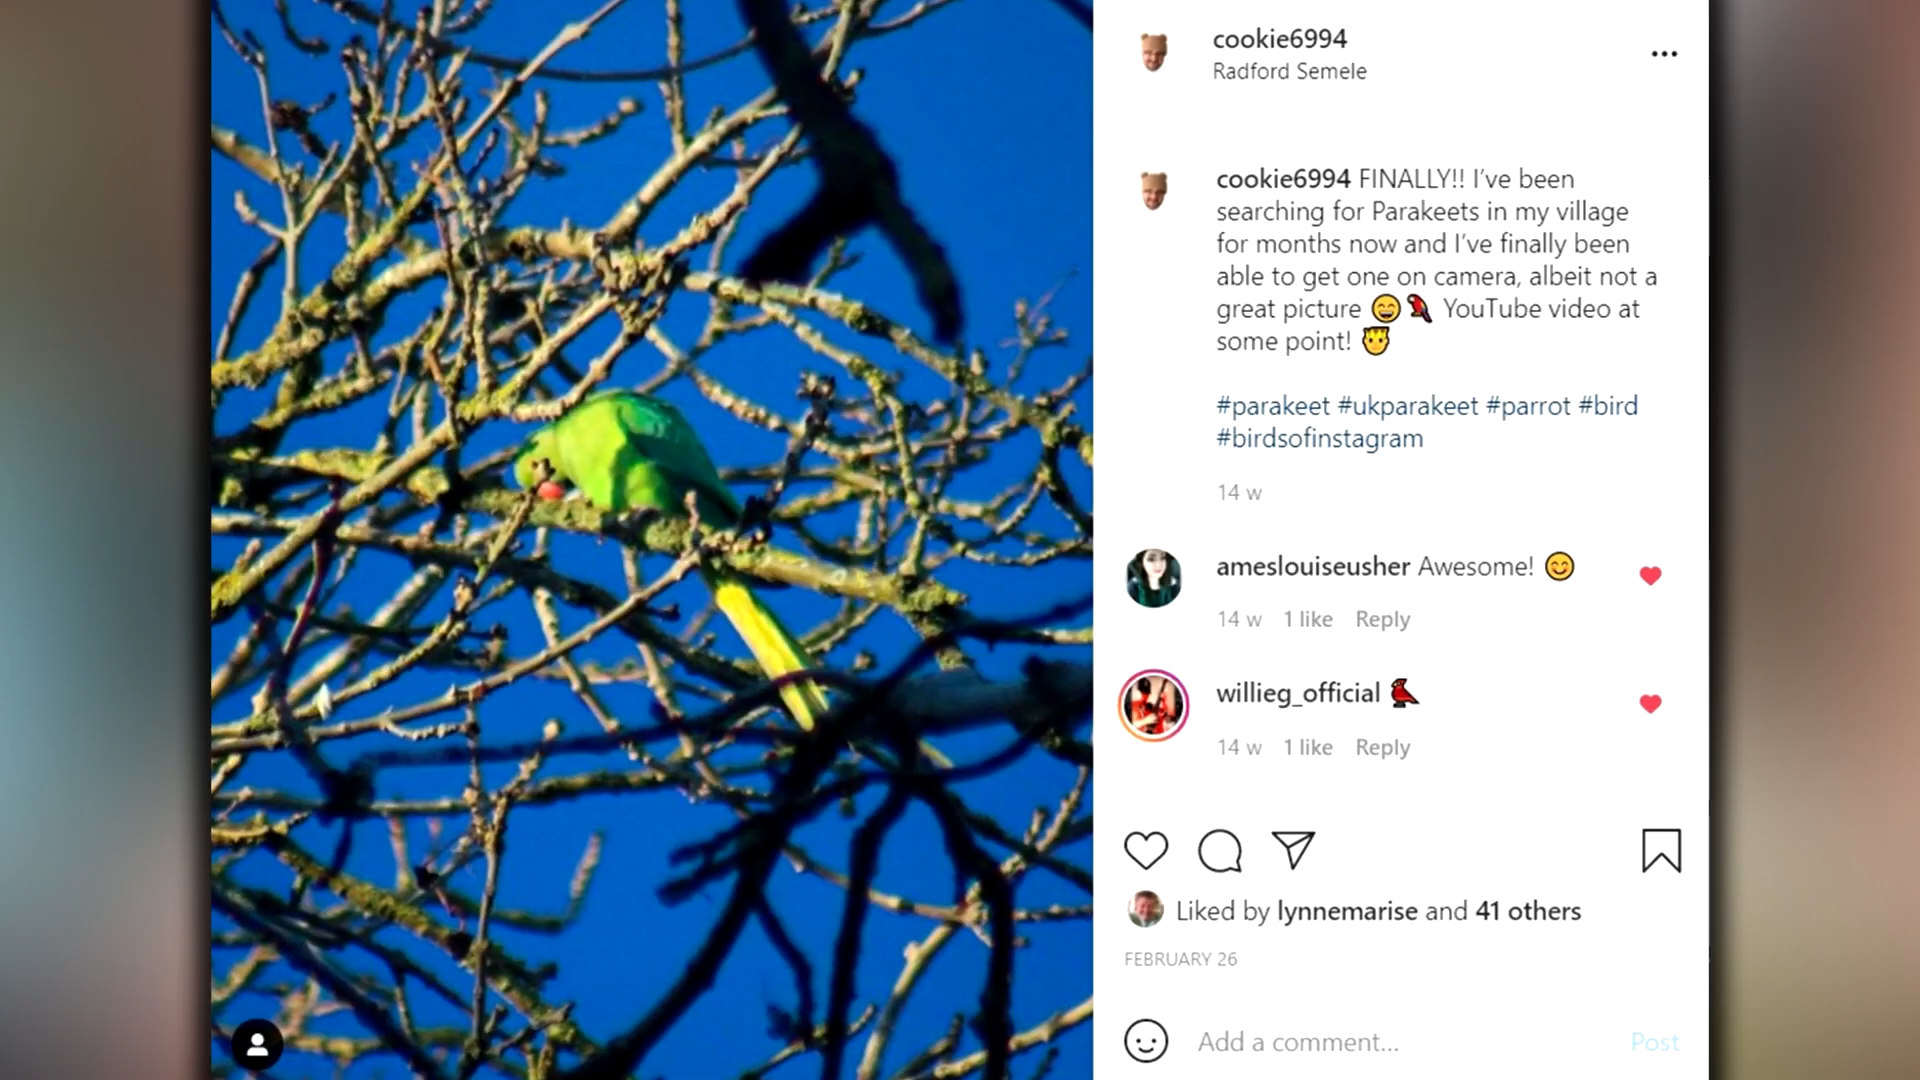 cookie6994
Radford Semele
cookie6994 FINALLY!! I've been
searching for Parakeets in my village
for months now and I've finally been
able to get one on camera, albeit not a
great picture 😄🦜 YouTube video at
some point! 🤴
#parakeet #ukparakeet #parrot #bird
#birdsofinstagram
14 w
ameslouiseusher Awesome! 😊
14 w 1 like Reply
willieg_official 🐦
14 w 1 like Reply
Liked by lynnemarise and 41 others
FEBRUARY 26
Add a comment...
Post